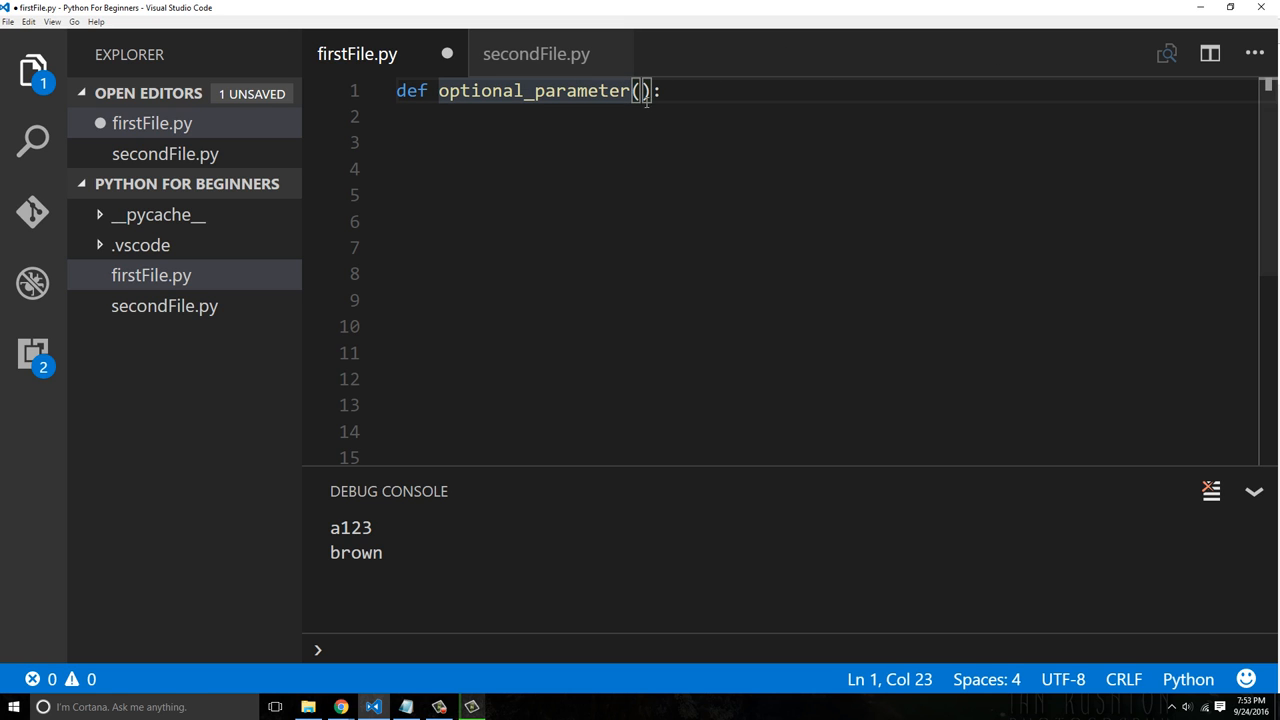 • firstFile.py - Python For Beginners - Visual Studio Code
File Edit View Go Help
EXPLORER
firstFile.py
secondFile.py
OPEN EDITORS 1 UNSAVED
firstFile.py
secondFile.py
PYTHON FOR BEGINNERS
__pycache__
.vscode
firstFile.py
secondFile.py
1
2
1 def optional_parameter():
2
3
4
5
6
7
8
9
10
11
12
13
14
15
DEBUG CONSOLE
a123
brown
0 0
Ln 1, Col 23 Spaces: 4 UTF-8 CRLF Python
I'm Cortana. Ask me anything.
7:53 PM
9/24/2016